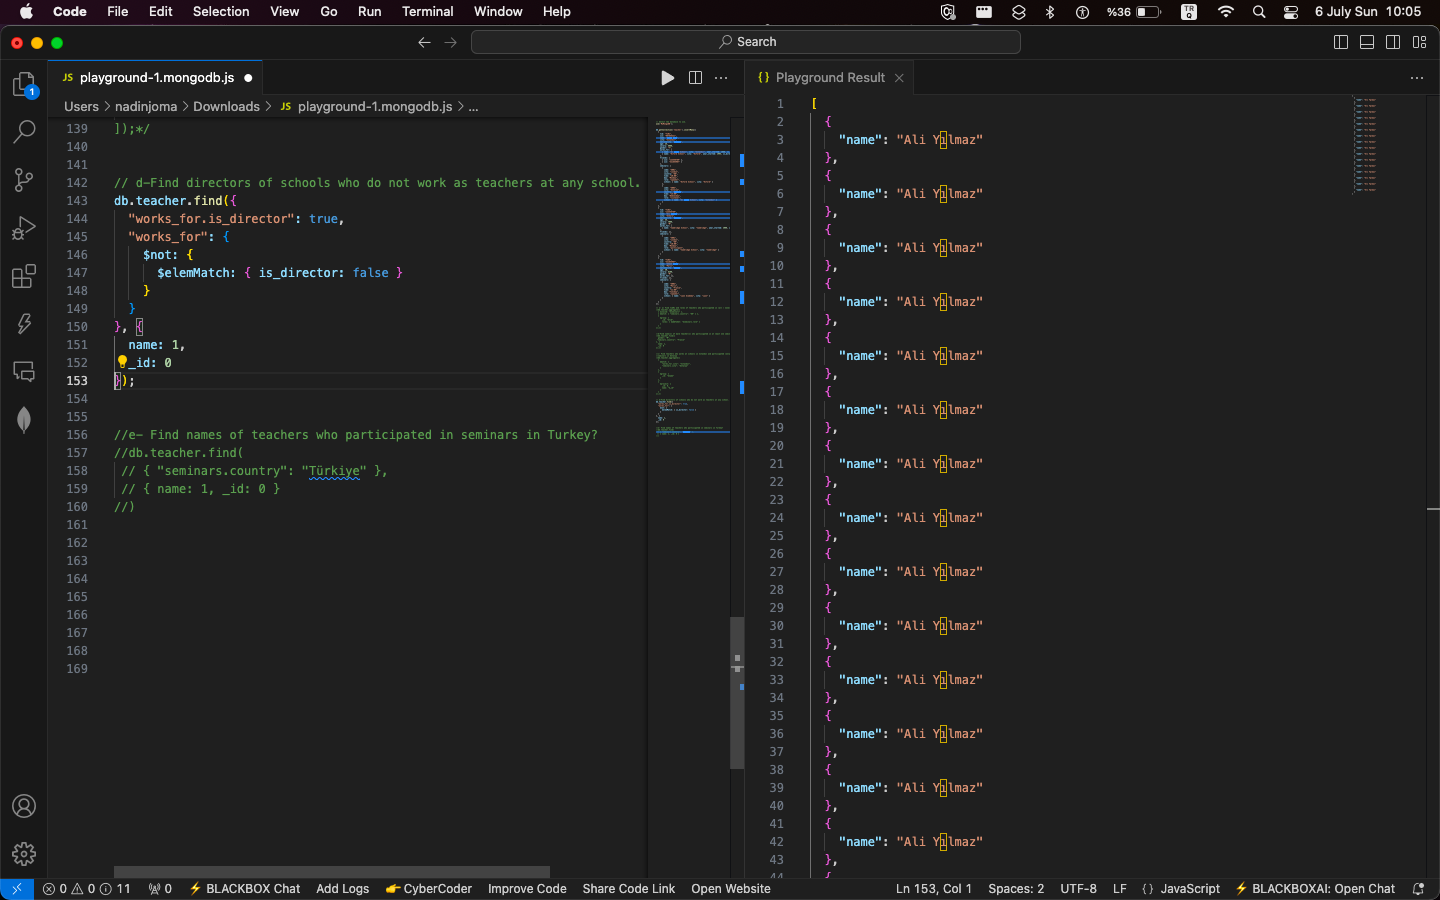 Code File Edit Selection View Go Run Terminal Window Help %36 TR Q 6 July Sun 10:05
Search
JS playground-1.mongodb.js
Users > nadinjoma > Downloads > JS playground-1.mongodb.js > ...
139 ]);*/
140
141
142 // d-Find directors of schools who do not work as teachers at any school.
143 db.teacher.find({
144 "works_for.is_director": true,
145 "works_for": {
146 $not: {
147 $elemMatch: { is_director: false }
148 }
149 }
150 }, {
151 name: 1,
152 _id: 0
153 });
154
155
156 //e- Find names of teachers who participated in seminars in Turkey?
157 //db.teacher.find(
158 // { "seminars.country": "Türkiye" },
159 // { name: 1, _id: 0 }
160 //)
161
162
163
164
165
166
167
168
169
{} Playground Result
1 [
2 {
3 "name": "Ali Yılmaz"
4 },
5 {
6 "name": "Ali Yılmaz"
7 },
8 {
9 "name": "Ali Yılmaz"
10 },
11 {
12 "name": "Ali Yılmaz"
13 },
14 {
15 "name": "Ali Yılmaz"
16 },
17 {
18 "name": "Ali Yılmaz"
19 },
20 {
21 "name": "Ali Yılmaz"
22 },
23 {
24 "name": "Ali Yılmaz"
25 },
26 {
27 "name": "Ali Yılmaz"
28 },
29 {
30 "name": "Ali Yılmaz"
31 },
32 {
33 "name": "Ali Yılmaz"
34 },
35 {
36 "name": "Ali Yılmaz"
37 },
38 {
39 "name": "Ali Yılmaz"
40 },
41 {
42 "name": "Ali Yılmaz"
43 },
44 {
1
0 0 11 0 BLACKBOX Chat Add Logs CyberCoder Improve Code Share Code Link Open Website Ln 153, Col 1 Spaces: 2 UTF-8 LF {} JavaScript BLACKBOXAI: Open Chat